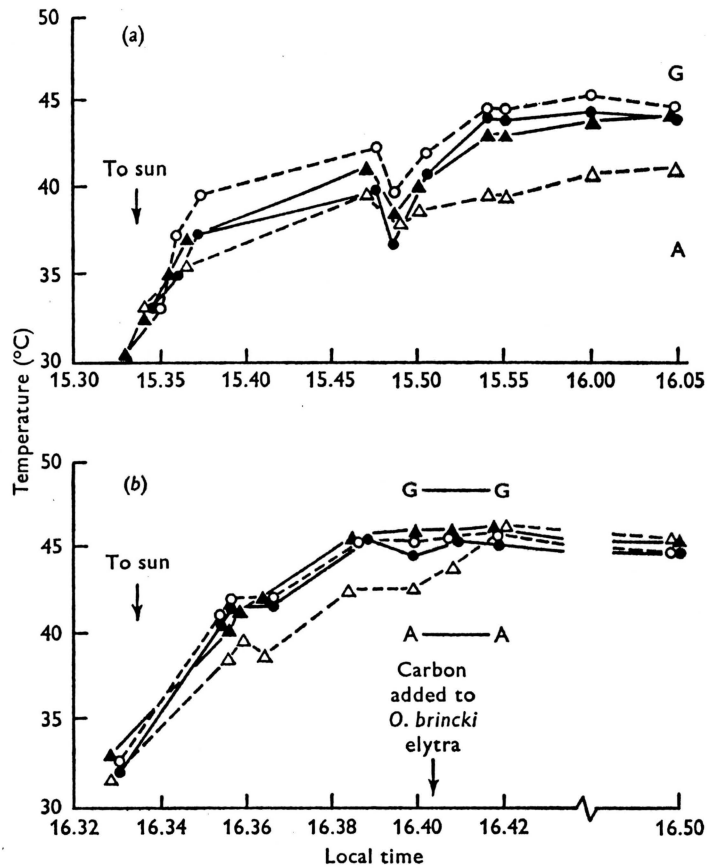 50
(a)
G
45
To sun
40
35
A
30
15.30 15.35 15.40 15.45 15.50 15.55 16.00 16.05
Temperature (°C)
50
(b)
G G
45
To sun
40
A A
Carbon
added to
O. brincki
elytra
35
30
16.32 16.34 16.36 16.38 16.40 16.42 16.50
Local time